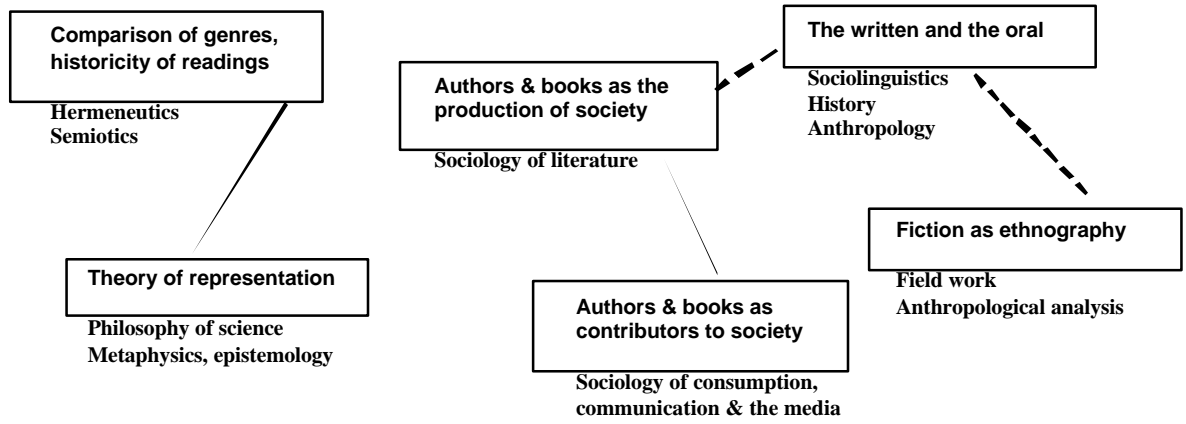 Comparison of genres,
historicity of readings
Hermeneutics
Semiotics
Theory of representation
Philosophy of science
Metaphysics, epistemology
Authors & books as the
production of society
Sociology of literature
Authors & books as
contributors to society
Sociology of consumption,
communication & the media
The written and the oral
Sociolinguistics
History
Anthropology
Fiction as ethnography
Field work
Anthropological analysis